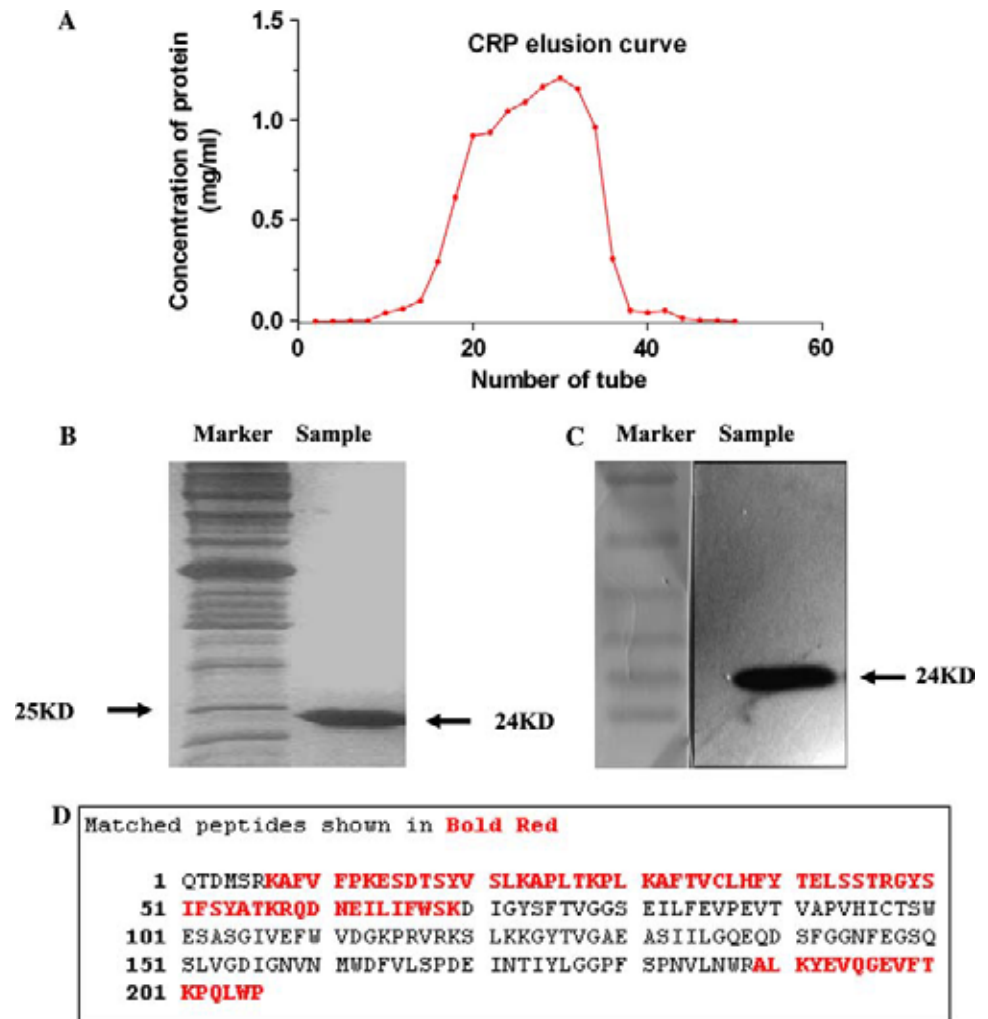 A
CRP elusion curve
Concentration of protein
(mg/ml)
1.5
1.0
0.5
0.0
0
20
40
60
Number of tube
B
Marker
Sample
25KD
24KD
C
Marker
Sample
24KD
D
Matched peptides shown in Bold Red
1 QTDMSRKAFV FPKESDTSYV SLKAPLTKPL KAFTVCLHFY TELSSTRGYS
51 IFSYATKRQD NEILIFWSKD IGYSFTVGGS EILFEVPEVT VAPVHICTSW
101 ESASGIVEFW VDGKPRVRKS LKKGYTVGAE ASIILGQEQD SFGGNFEGSQ
151 SLVGDIGNVN MWDFVLSPDE INTIYLGGPF SPNVLNWRAL KYEVQGEVFT
201 KPQLWP